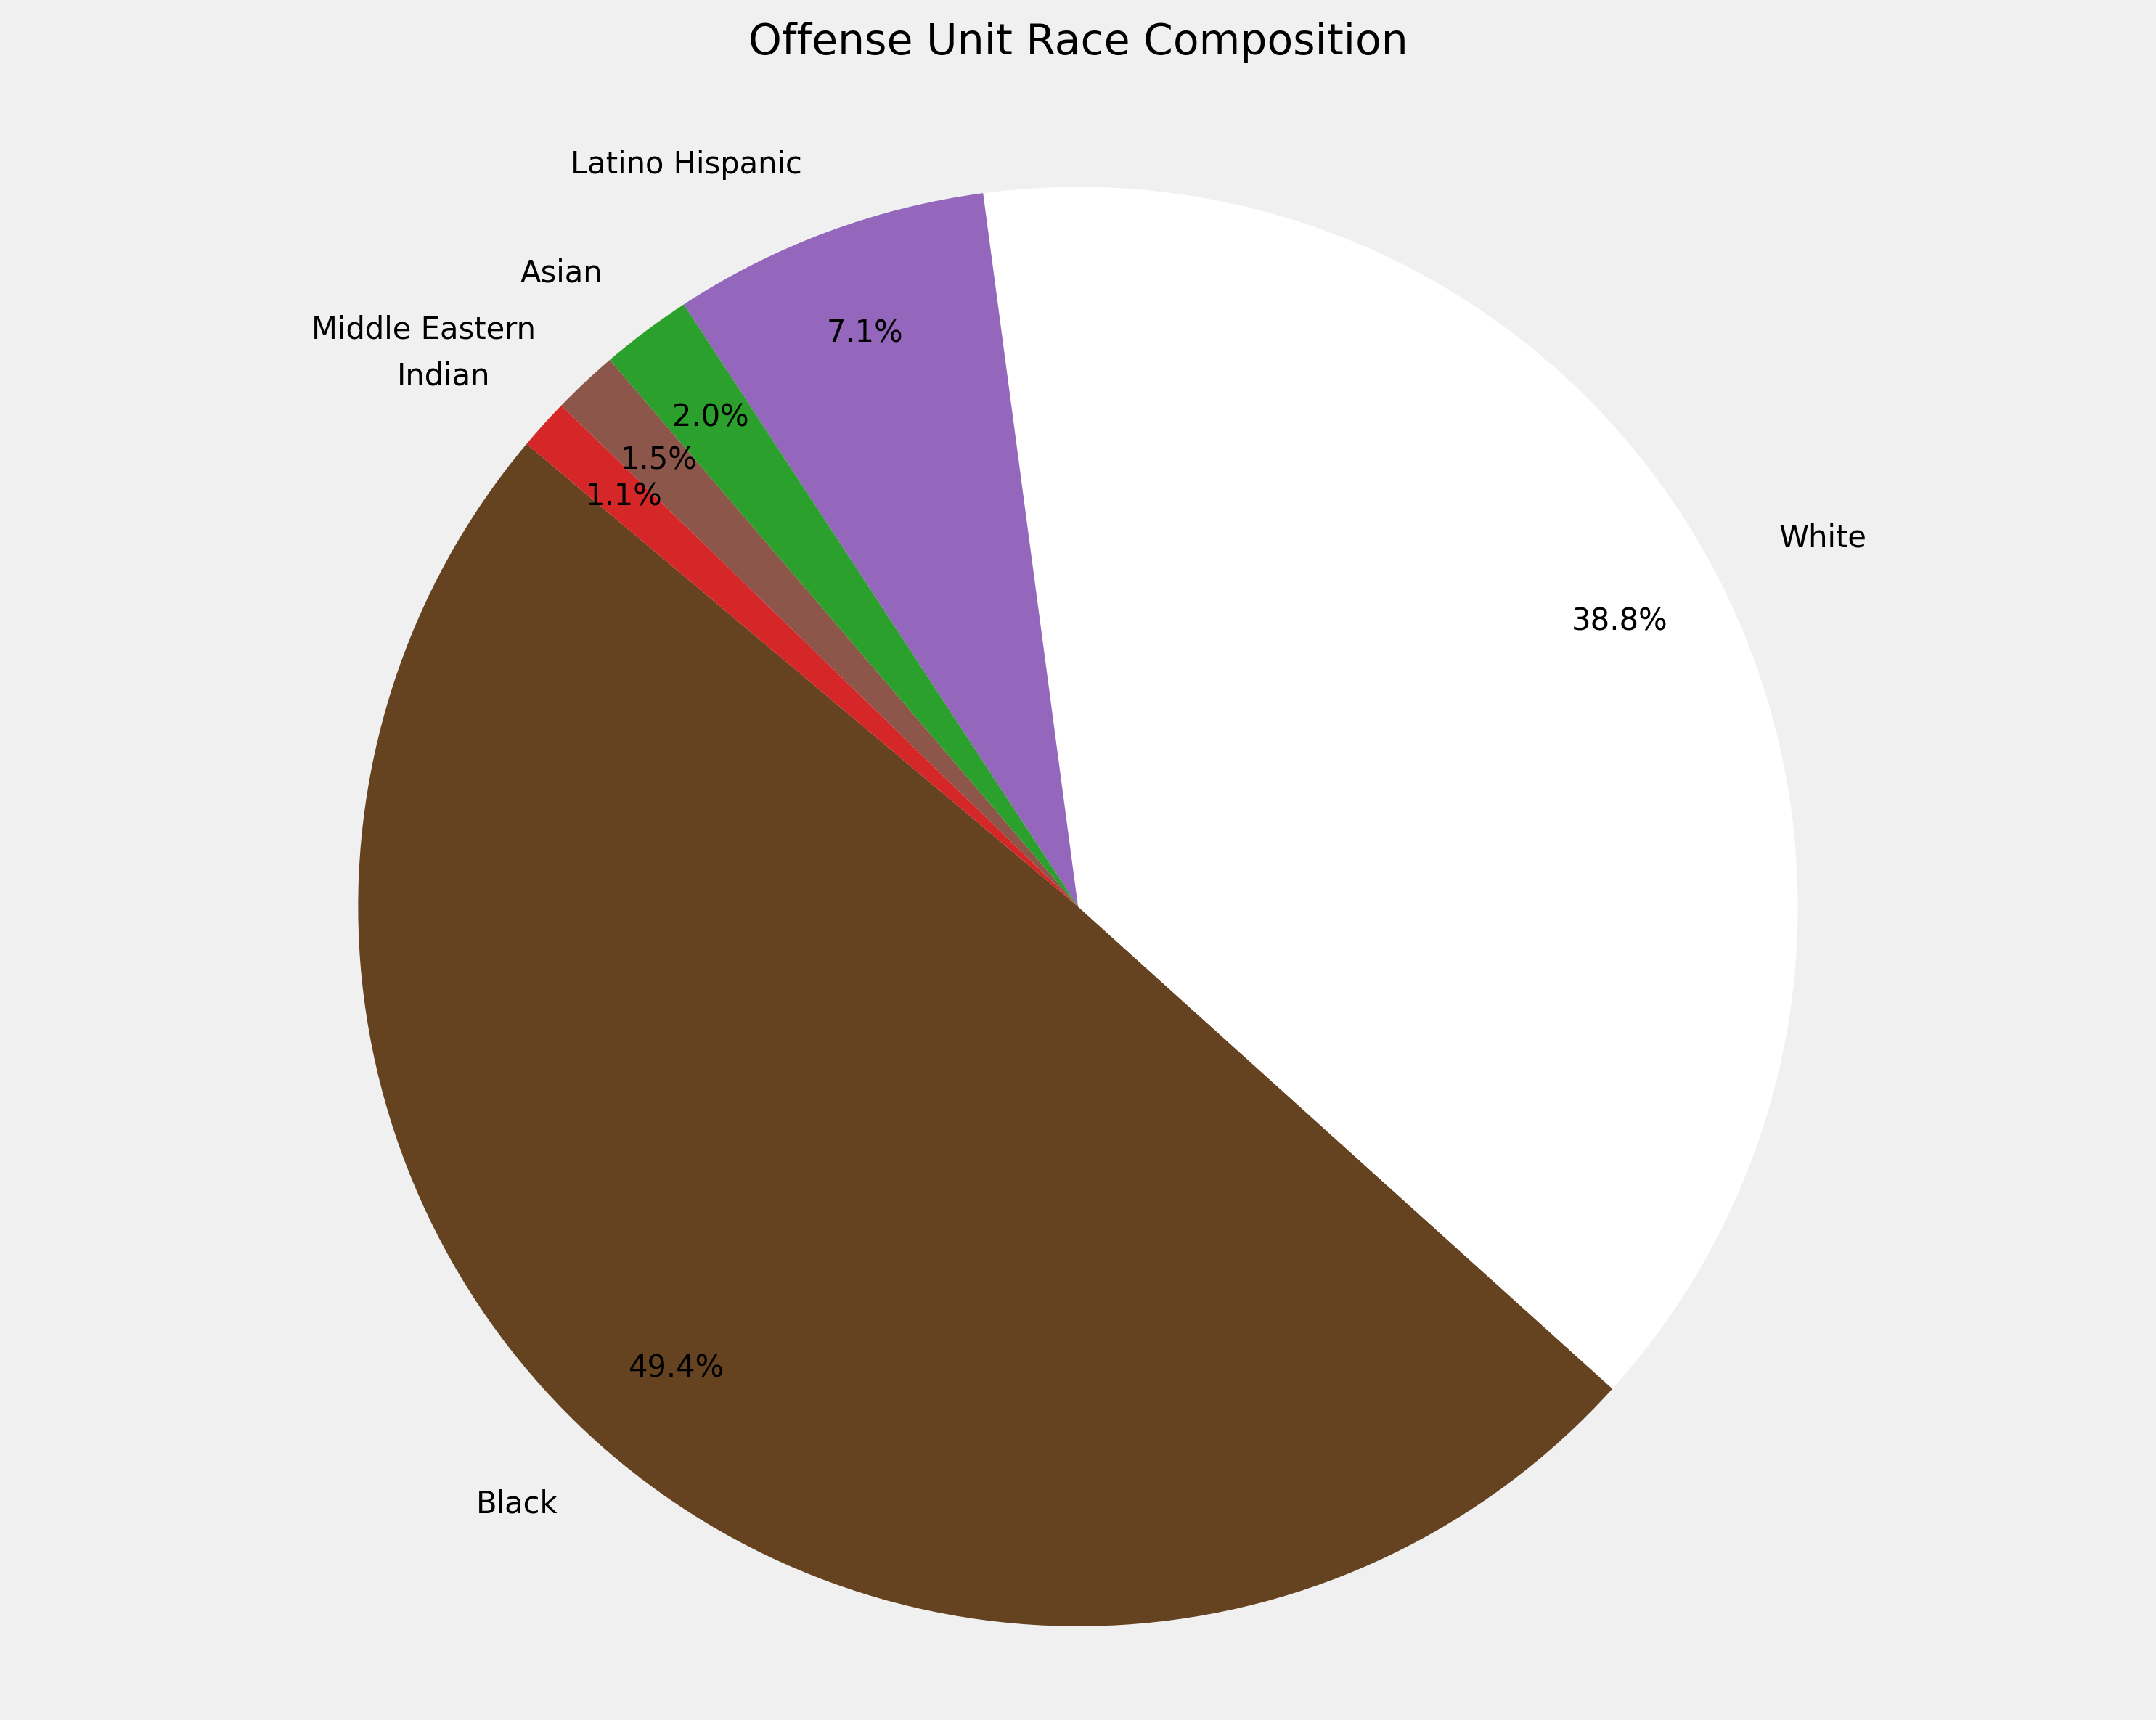 Offense Unit Race Composition
Latino Hispanic
Asian
Middle Eastern
Indian
7.1%
2.0%
1.5%
1.1%
White
38.8%
49.4%
Black